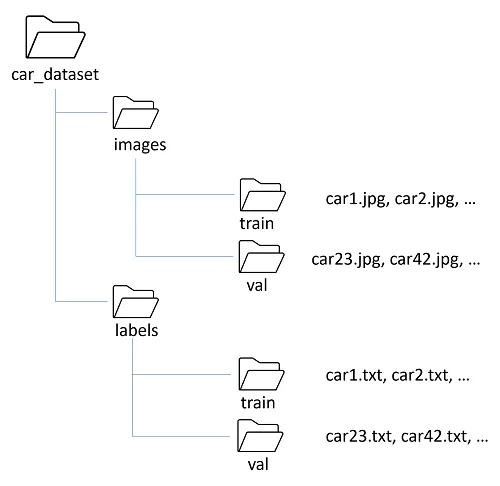 car_dataset
images
train
car1.jpg, car2.jpg, ...
val
car23.jpg, car42.jpg, ...
labels
train
car1.txt, car2.txt, ...
val
car23.txt, car42.txt, ...